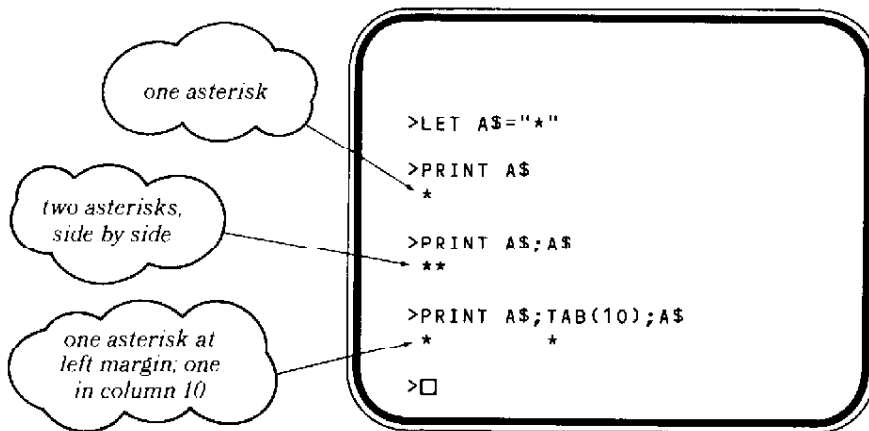 one asterisk
two asterisks,
side by side
one asterisk at
left margin; one
in column 10
>LET A$="*"
>PRINT A$
*
>PRINT A$;A$
**
>PRINT A$;TAB(10);A$
*        *
>□